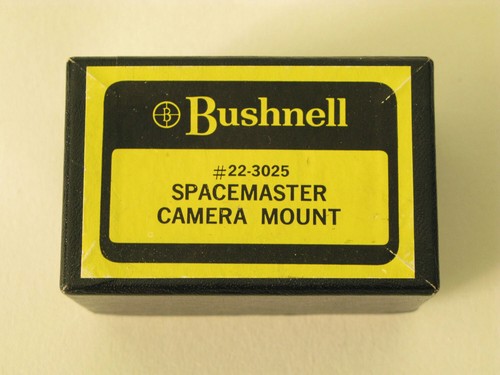 B Bushnell
#22-3025
SPACEMASTER
CAMERA MOUNT